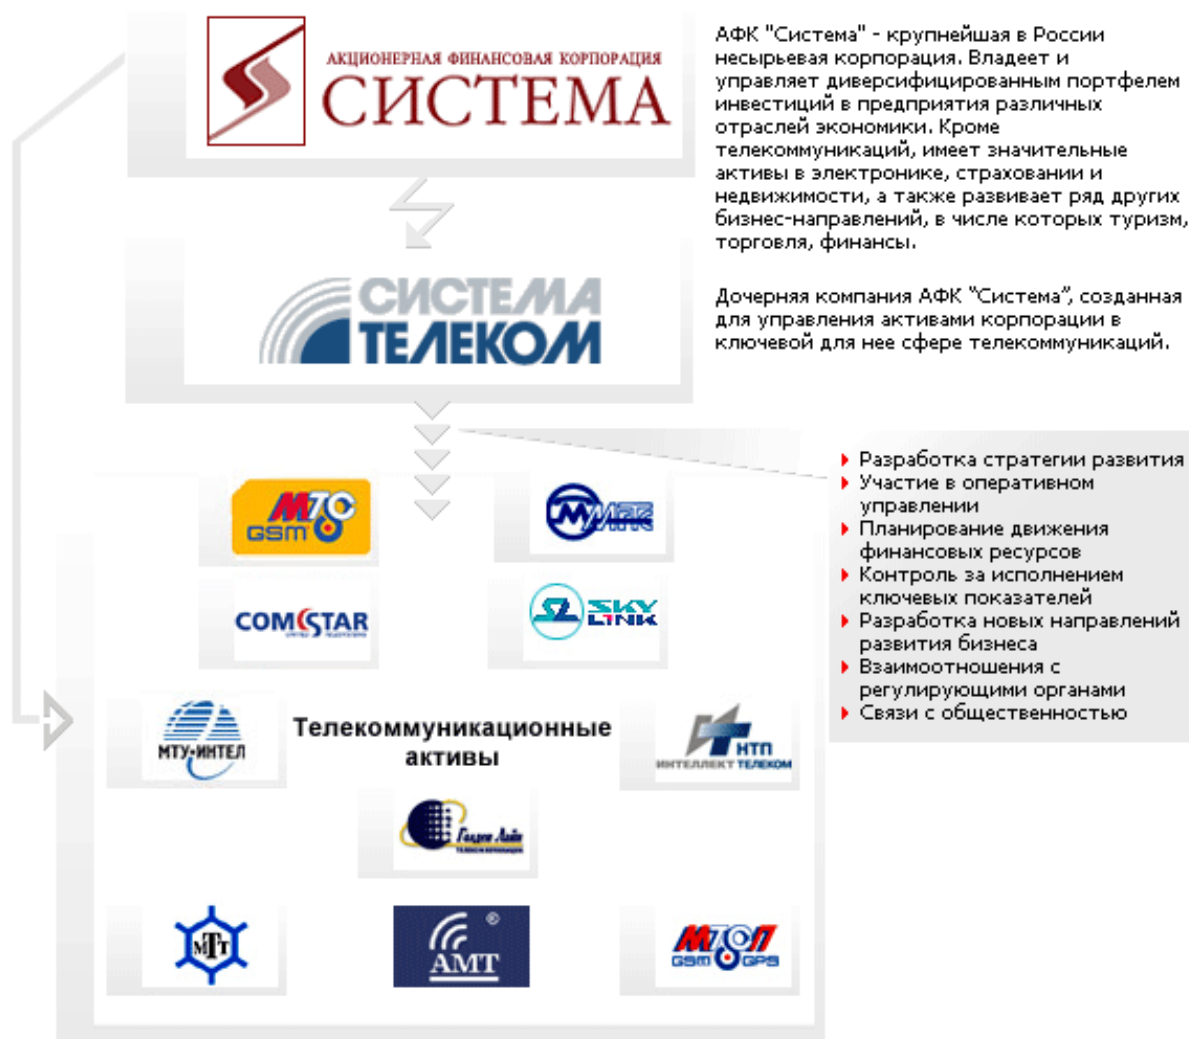 АКЦИОНЕРНАЯ ФИНАНСОВАЯ КОРПОРАЦИЯ
СИСТЕМА
АФК "Система" - крупнейшая в России
несырьевая корпорация. Владеет и
управляет диверсифицированным портфелем
инвестиций в предприятия различных
отраслей экономики. Кроме
телекоммуникаций, имеет значительные
активы в электронике, страховании и
недвижимости, а также развивает ряд других
бизнес-направлений, в числе которых туризм,
торговля, финансы.
СИСТЕМА
ТЕЛЕКОМ
Дочерняя компания АФК “Система”, созданная
для управления активами корпорации в
ключевой для нее сфере телекоммуникаций.
Разработка стратегии развития
Участие в оперативном
управлении
Планирование движения
финансовых ресурсов
Контроль за исполнением
ключевых показателей
Разработка новых направлений
развития бизнеса
Взаимоотношения с
регулирующими органами
Связи с общественностью
МТС
GSM
COMSTAR
SKY
LINK
МТУ-ИНТЕЛ
Телекоммуникационные
активы
НТП
ИНТЕЛЛЕКТ ТЕЛЕКОМ
Голден Лайн
МТТ
®
АМТ
МТОП
GSM GPS